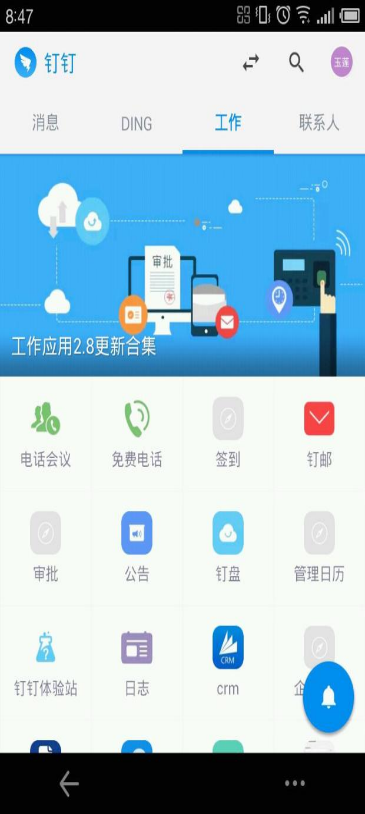 8:47
钉钉
玉莲
消息 DING 工作 联系人
审批
工作应用2.8更新合集
电话会议 免费电话 签到 钉邮
审批 公告 钉盘 管理日历
CRM
钉钉体验站 日志 crm 企